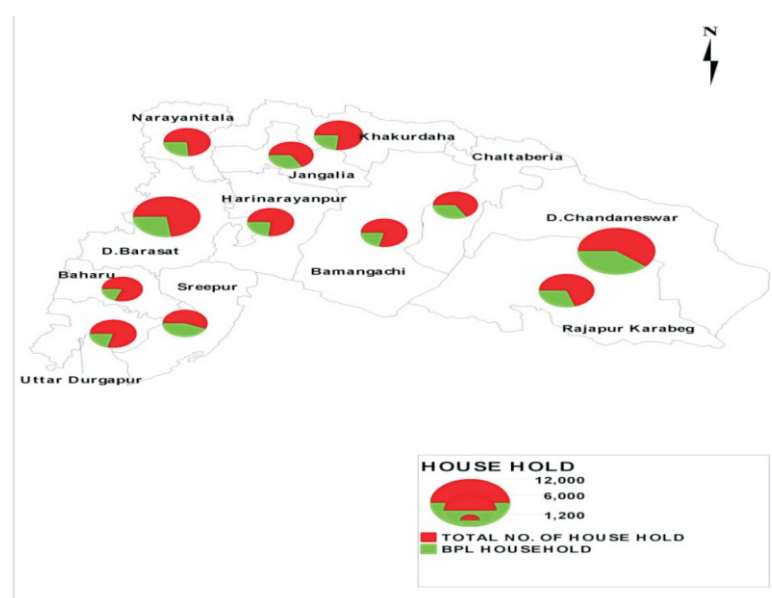 N
Narayanitala
Khakurdaha
Chaltaberia
Jangalia
Harinarayanpur
D.Chandaneswar
D.Barasat
Bamangachi
Baharu
Sreepur
Rajapur Karabeg
Uttar Durgapur
HOUSE HOLD
12,000
6,000
1,200
TOTAL NO. OF HOUSE HOLD
BPL HOUSEHOLD